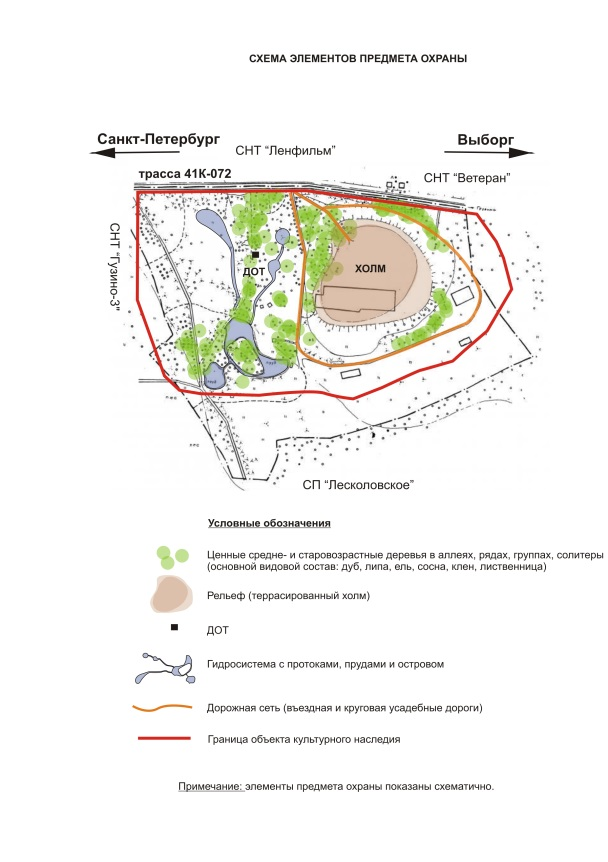 СХЕМА ЭЛЕМЕНТОВ ПРЕДМЕТА ОХРАНЫ
Санкт-Петербург
Выборг
СНТ "Ленфильм"
трасса 41К-072
СНТ "Ветеран"
СНТ "Гузино-3"
ДОТ
ХОЛМ
СП "Лесколовское"
Условные обозначения
Ценные средне- и старовозрастные деревья в аллеях, рядах, группах, солитеры
(основной видовой состав: дуб, липа, ель, сосна, клен, лиственница)
Рельеф (террасированный холм)
ДОТ
Гидросистема с протоками, прудами и островом
Дорожная сеть (въездная и круговая усадебные дороги)
Граница объекта культурного наследия
Примечание: элементы предмета охраны показаны схематично.